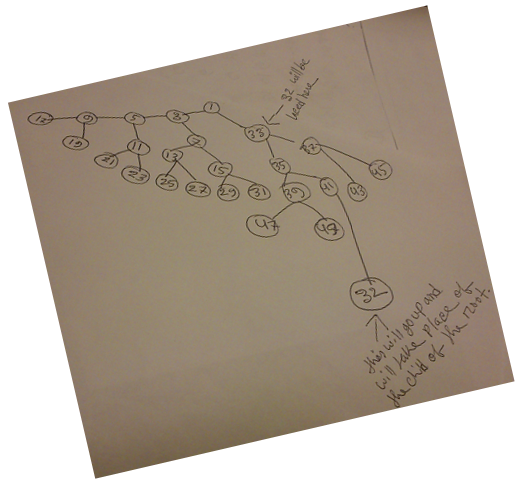 1
32 will be
heed here
17 9 5 3 33
19 11 7 35 37
21 23 13 15 39 41 43 45
25 27 29 31
47 49
32
this will go up and
will take place of
the child of the root.